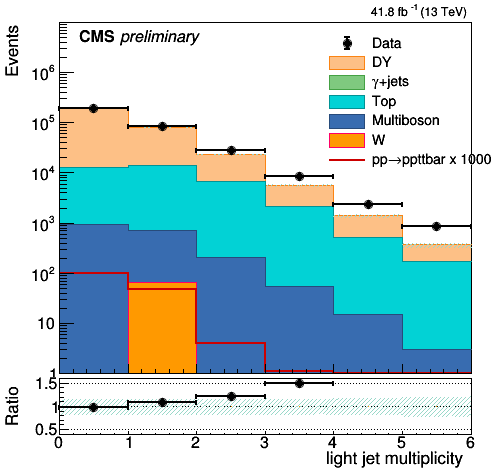 41.8 fb⁻¹ (13 TeV)
CMS preliminary
Events
Data
DY
γ+jets
Top
Multiboson
W
pp→ppttbar x 1000
10⁶
10⁵
10⁴
10³
10²
10
1
Ratio
1.5
1
0.5
0 1 2 3 4 5 6
light jet multiplicity